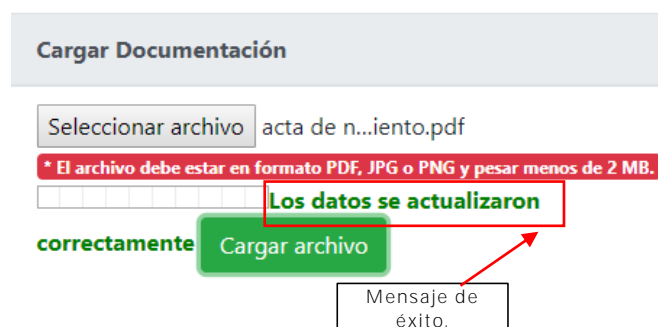 Cargar Documentación
Seleccionar archivo acta de n...iento.pdf
* El archivo debe estar en formato PDF, JPG o PNG y pesar menos de 2 MB.
Los datos se actualizaron
correctamente Cargar archivo
Mensaje de
éxito.